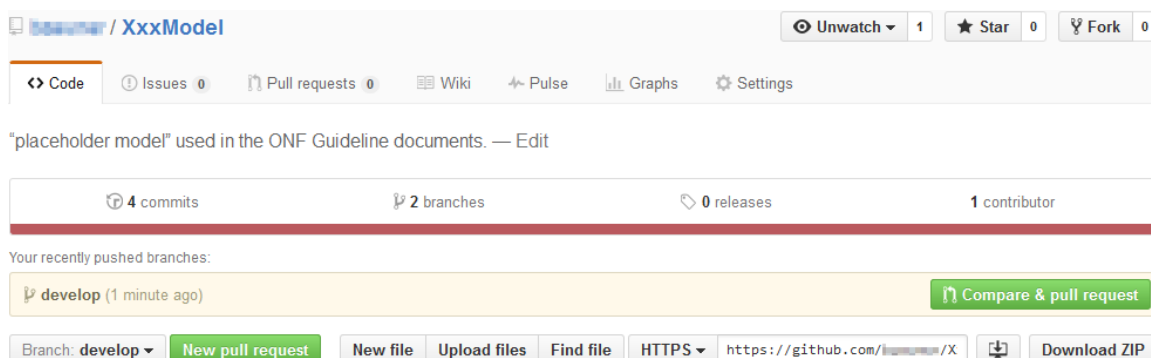 / XxxModel Unwatch 1 Star 0 Fork 0
Code Issues 0 Pull requests 0 Wiki Pulse Graphs Settings
“placeholder model” used in the ONF Guideline documents. — Edit
4 commits 2 branches 0 releases 1 contributor
Your recently pushed branches:
develop (1 minute ago) Compare & pull request
Branch: develop New pull request New file Upload files Find file HTTPS https://github.com/ /X Download ZIP